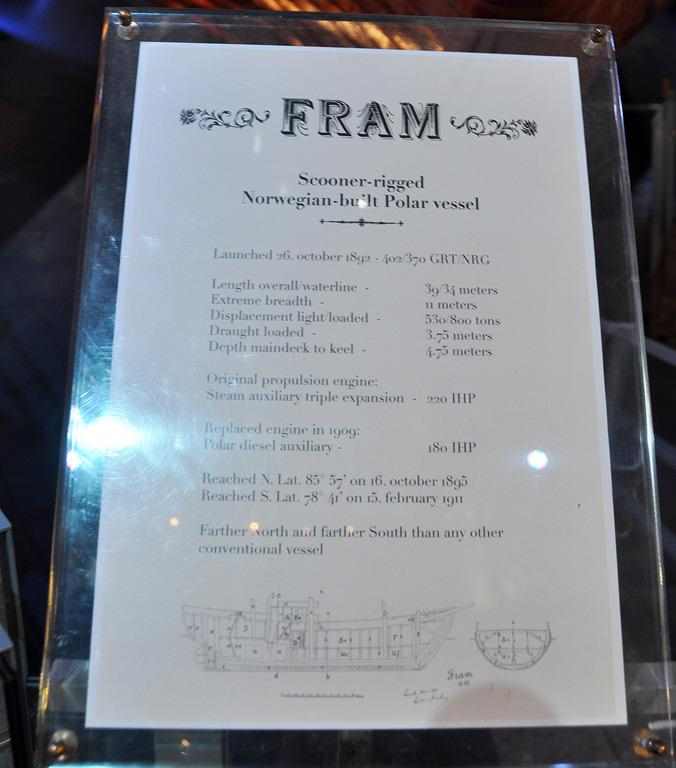 FRAM
Scooner-rigged
Norwegian-built Polar vessel
Launched 26. october 1892 - 402/370 GRT/NRG
Length overall/waterline - 39/34 meters
Extreme breadth - 11 meters
Displacement light/loaded - 530/800 tons
Draught loaded - 3.75 meters
Depth maindeck to keel - 4.75 meters
Original propulsion engine:
Steam auxiliary triple expansion - 220 IHP
Replaced engine in 1909:
Polar diesel auxiliary - 180 IHP
Reached N. Lat. 85° 57' on 16. october 1895
Reached S. Lat. 78° 41' on 15. february 1911
Farther North and farther South than any other
conventional vessel
Fram